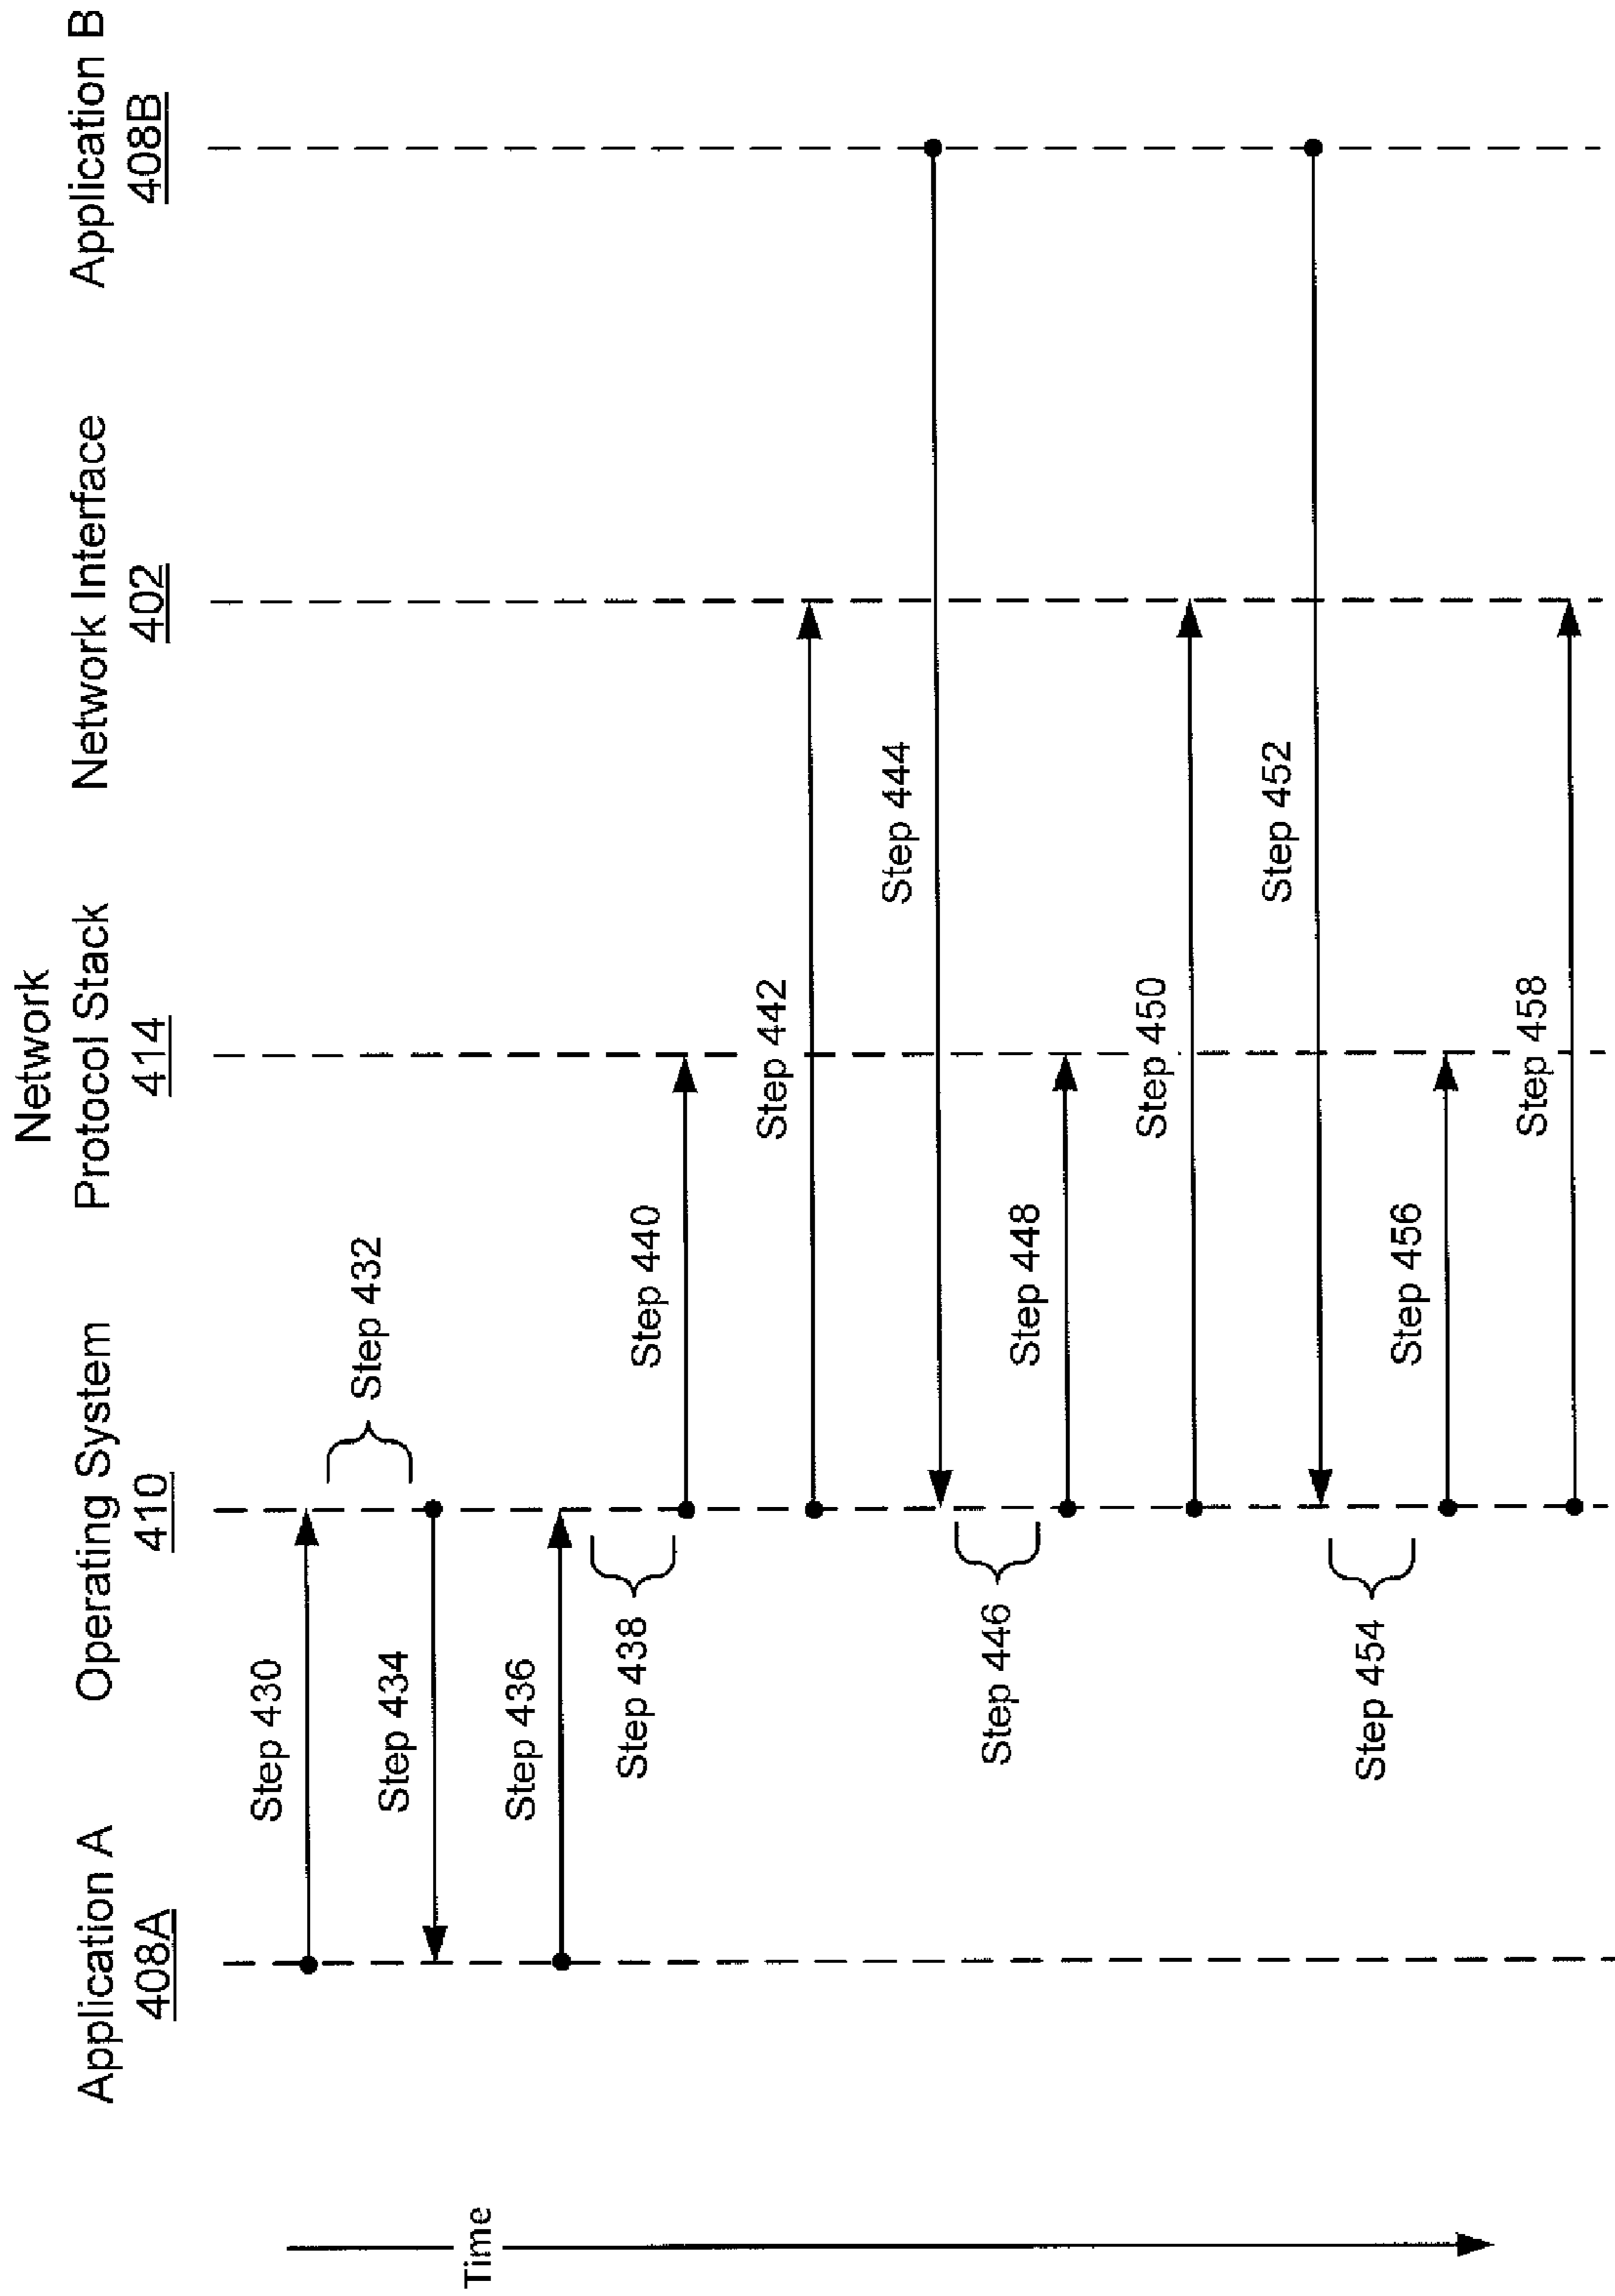 Application A
408A
Operating System
410
Network
Protocol Stack
414
Network Interface
402
Application B
408B
Time
Step 430
Step 432
Step 434
Step 436
Step 438
Step 440
Step 442
Step 444
Step 446
Step 448
Step 450
Step 452
Step 454
Step 456
Step 458